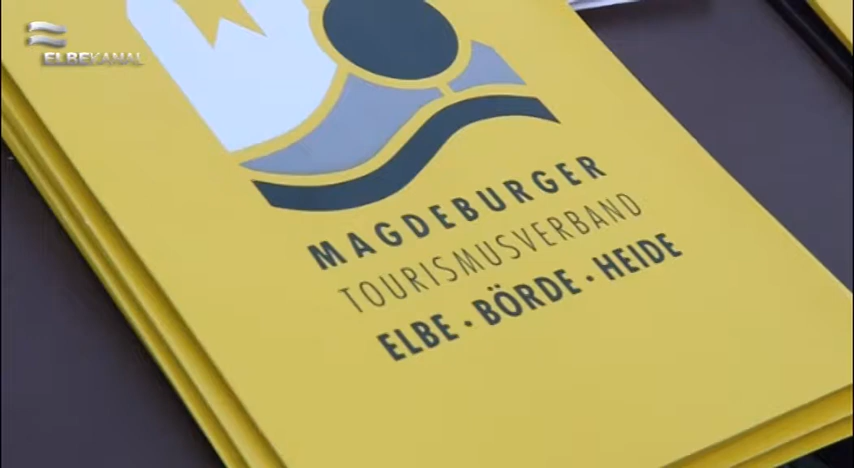 ELBEKANAL
MAGDEBURGER
TOURISMUSVERBAND
ELBE • BÖRDE • HEIDE